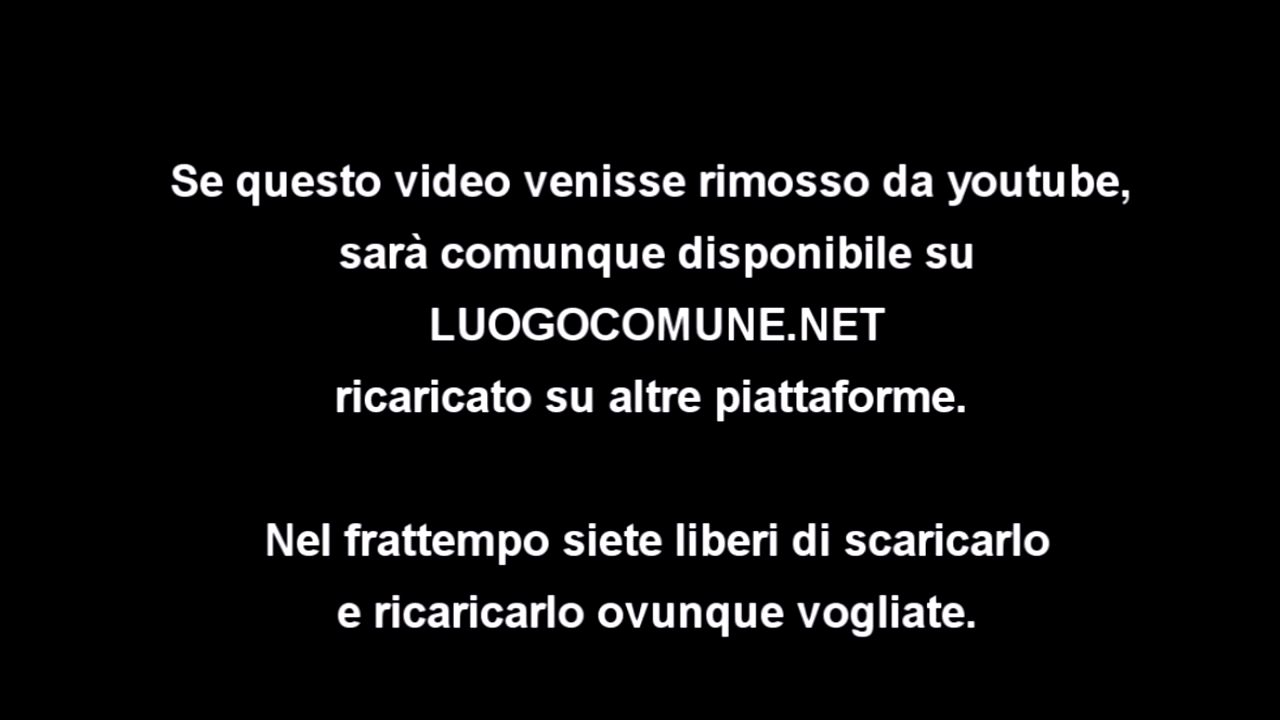 Se questo video venisse rimosso da youtube,
sarà comunque disponibile su
LUOGOCOMUNE.NET
ricaricato su altre piattaforme.
Nel frattempo siete liberi di scaricarlo
e ricaricarlo ovunque vogliate.